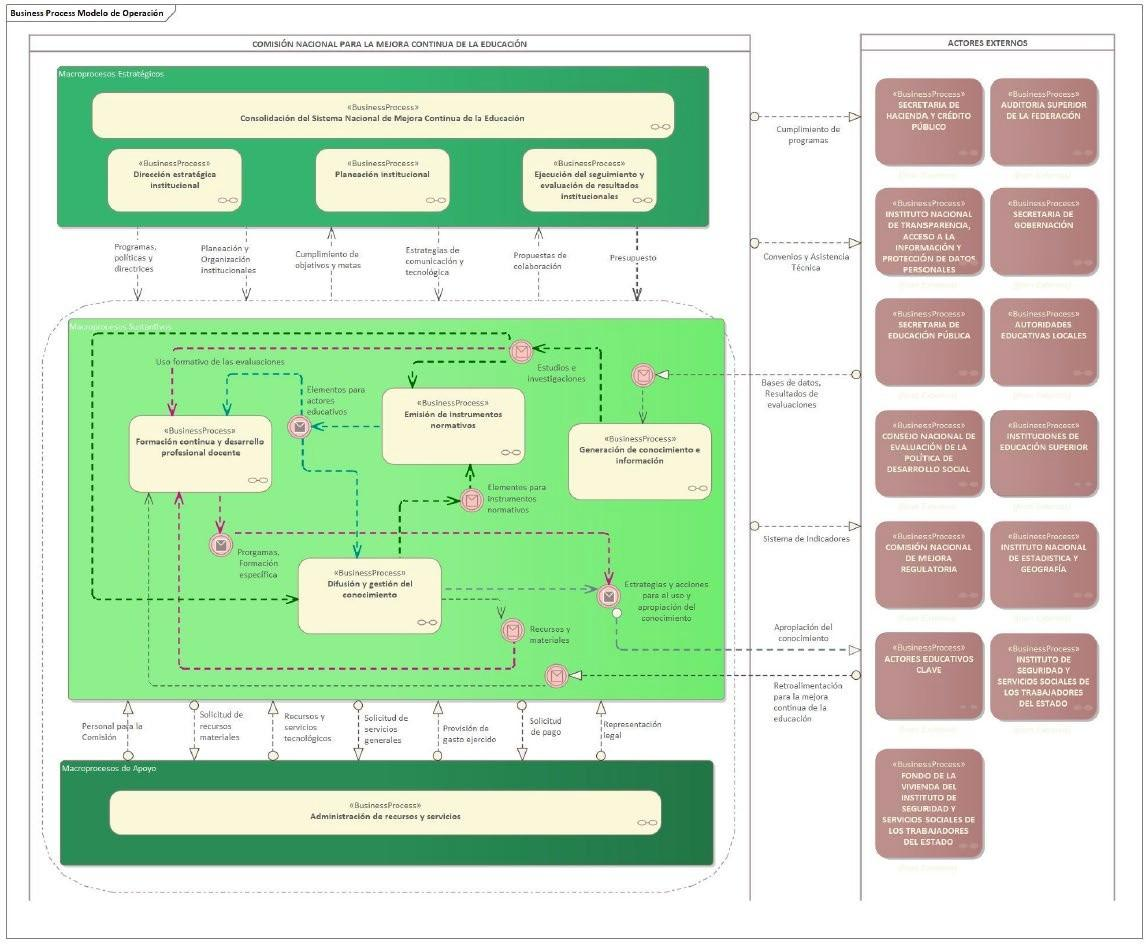 Business Process Modelo de Operación
COMISIÓN NACIONAL PARA LA MEJORA CONTINUA DE LA EDUCACIÓN
Macroprocesos Estratégicos
«BusinessProcess»
Consolidación del Sistema Nacional de Mejora Continua de la Educación
«BusinessProcess»
Dirección estratégica
institucional
«BusinessProcess»
Planeación institucional
«BusinessProcess»
Ejecución del seguimiento y
evaluación de resultados
institucionales
Programas,
políticas y
directrices
Planeación y
Organización
institucionales
Cumplimiento de
objetivos y metas
Estrategias de
comunicación y
tecnológica
Propuestas de
colaboración
Presupuesto
Macroprocesos Sustantivos
Uso formativo de las evaluaciones
Estudios e
investigaciones
Elementos para
actores
educativos
«BusinessProcess»
Emisión de instrumentos
normativos
«BusinessProcess»
Formación continua y desarrollo
profesional docente
«BusinessProcess»
Generación de conocimiento e
información
Elementos para
instrumentos
normativos
Prorgamas,
Formación
específica
«BusinessProcess»
Difusión y gestión del
conocimiento
Estrategias y acciones
para el uso y
apropiación del
conocimiento
Recursos y
materiales
Personal para la
Comisión
Solicitud de
recursos
materiales
Recursos y
servicios
tecnológicos
Solicitud de
servicios
generales
Provisión de
gasto ejercido
Solicitud
de pago
Representación
legal
Macroprocesos de Apoyo
«BusinessProcess»
Administración de recursos y servicios
Cumplimiento de
programas
Convenios y Asistencia
Técnica
Bases de datos,
Resultados de
evaluaciones
Sistema de Indicadores
Apropiación del
conocimiento
Retroalimentación
para la mejora
continua de la
educación
ACTORES EXTERNOS
«BusinessProcess»
SECRETARIA DE
HACIENDA Y CRÉDITO
PÚBLICO
«BusinessProcess»
AUDITORIA SUPERIOR
DE LA FEDERACIÓN
«BusinessProcess»
INSTITUTO NACIONAL
DE TRANSPARENCIA,
ACCESO A LA
INFORMACIÓN Y
PROTECCIÓN DE DATOS
PERSONALES
«BusinessProcess»
SECRETARIA DE
GOBERNACIÓN
«BusinessProcess»
SECRETARIA DE
EDUCACIÓN PÚBLICA
«BusinessProcess»
AUTORIDADES
EDUCATIVAS LOCALES
«BusinessProcess»
CONSEJO NACIONAL DE
EVALUACIÓN DE LA
POLÍTICA DE
DESARROLLO SOCIAL
«BusinessProcess»
INSTITUCIONES DE
EDUCACIÓN SUPERIOR
«BusinessProcess»
COMISIÓN NACIONAL
DE MEJORA
REGULATORIA
«BusinessProcess»
INSTITUTO NACIONAL
DE ESTADISTICA Y
GEOGRAFÍA
«BusinessProcess»
ACTORES EDUCATIVOS
CLAVE
«BusinessProcess»
INSTITUTO DE
SEGURIDAD Y
SERVICIOS SOCIALES DE
LOS TRABAJADORES
DEL ESTADO
«BusinessProcess»
FONDO DE LA
VIVIENDA DEL
INSTITUTO DE
SEGURIDAD Y
SERVICIOS SOCIALES DE
LOS TRABAJADORES
DEL ESTADO